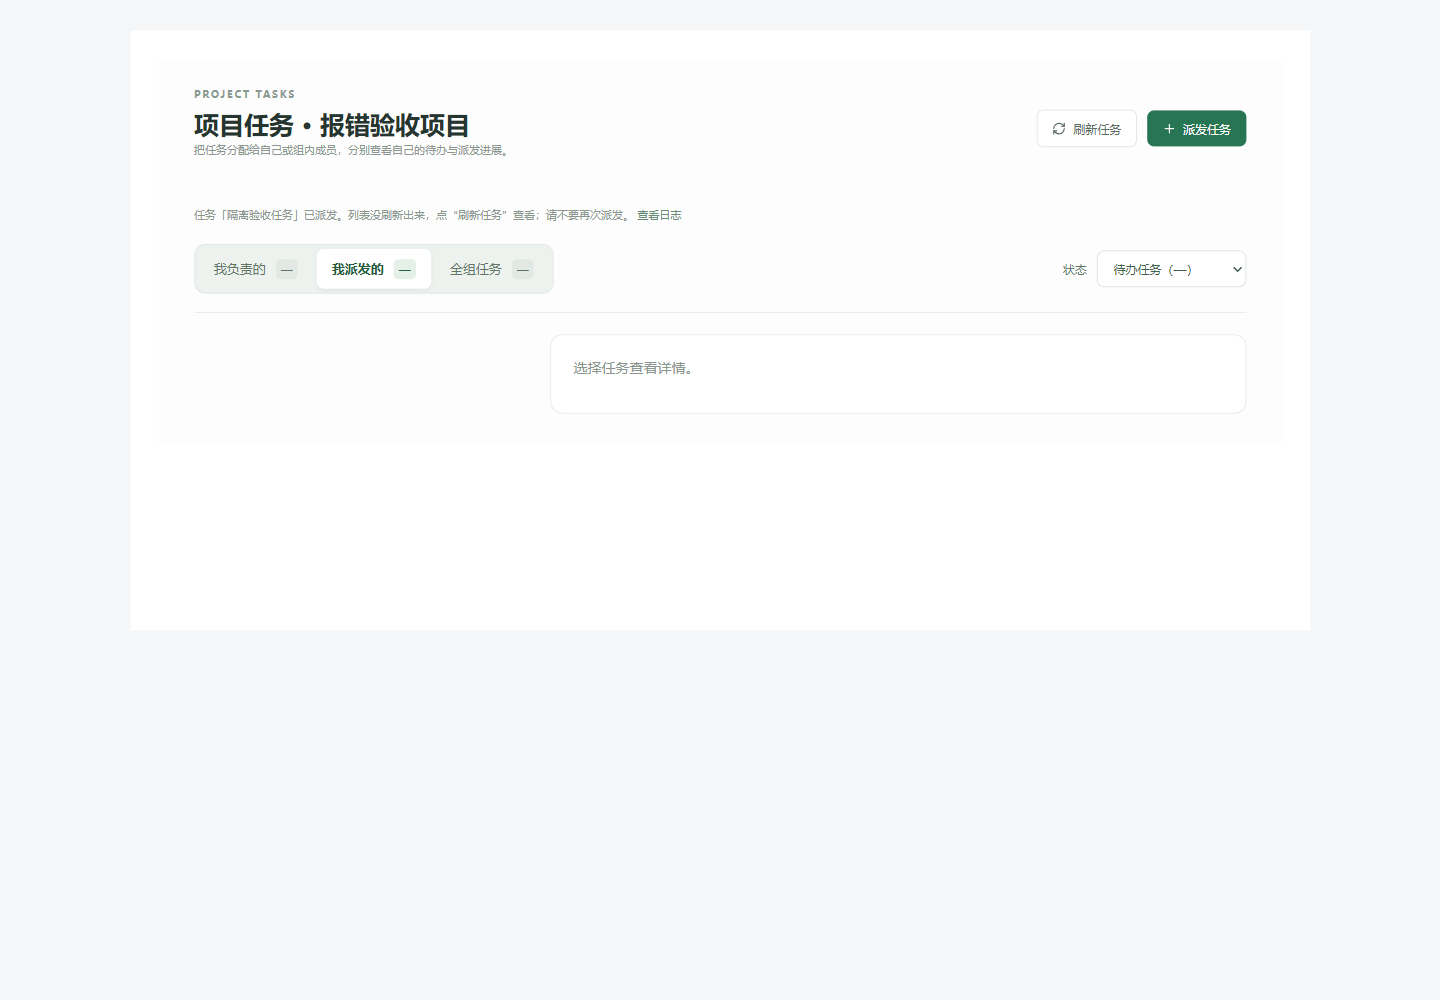 PROJECT TASKS
项目任务 • 报错验收项目
把任务分配给自己或组内成员，分别查看自己的待办与派发进展。
刷新任务
派发任务
任务「隔离验收任务」已派发。列表没刷新出来，点“刷新任务”查看；请不要再次派发。 查看日志
我负责的 —
我派发的 —
全组任务 —
状态
待办任务（—）
选择任务查看详情。